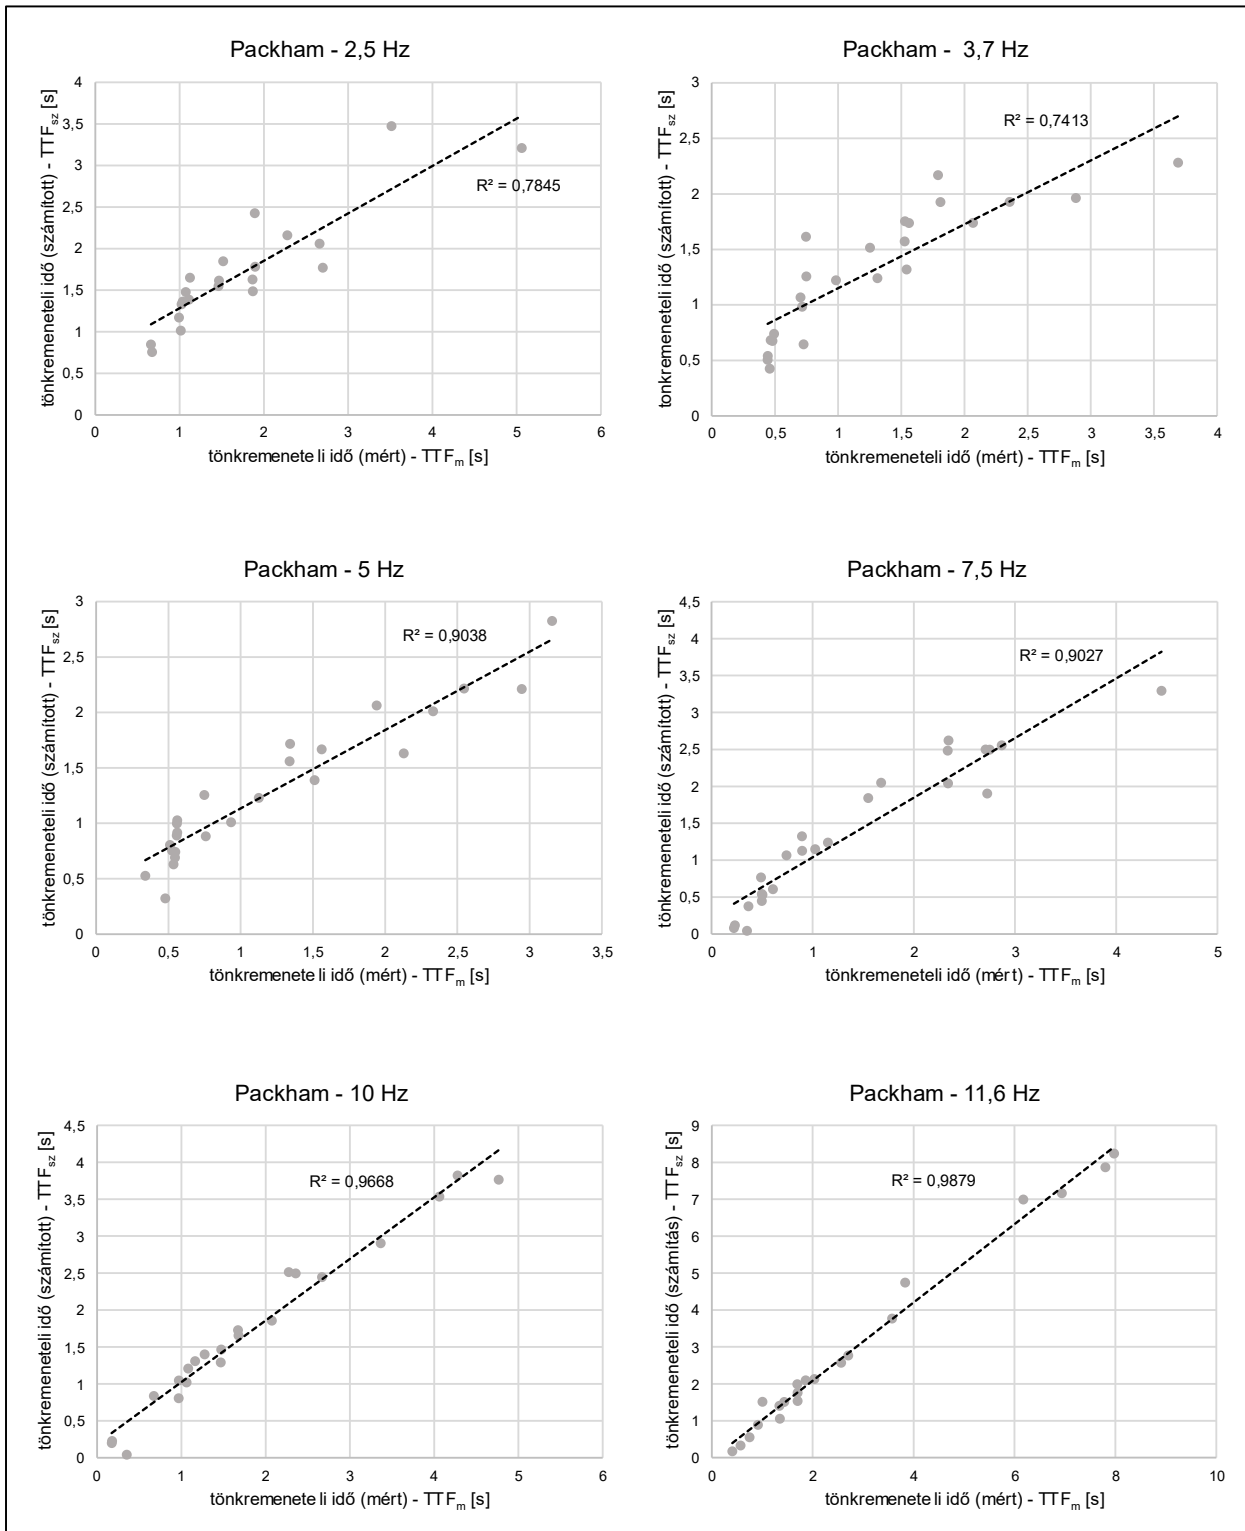 Packham - 2,5 Hz
tönkremeneteli idő (számított) - TTFsz [s]
4
3,5
3
2,5
2
1,5
1
0,5
0
R² = 0,7845
0 1 2 3 4 5 6
tönkremeneteli idő (mért) - TTFm [s]
Packham - 3,7 Hz
tonkremeneteli idő (számított) - TTFsz [s]
3
2,5
2
1,5
1
0,5
0
R² = 0,7413
0 0,5 1 1,5 2 2,5 3 3,5 4
tönkremeneteli idő (mért) - TTFm [s]
Packham - 5 Hz
tönkremeneteli idő (számított) - TTFsz [s]
3
2,5
2
1,5
1
0,5
0
R² = 0,9038
0 0,5 1 1,5 2 2,5 3 3,5
tönkremeneteli idő (mért) - TTFm [s]
Packham - 7,5 Hz
tönkremeneteli idő (számított) - TTFsz [s]
4,5
4
3,5
3
2,5
2
1,5
1
0,5
0
R² = 0,9027
0 1 2 3 4 5
tönkremeneteli idő (mért) - TTFm [s]
Packham - 10 Hz
tönkremeneteli idő (számított) - TTFsz [s]
4,5
4
3,5
3
2,5
2
1,5
1
0,5
0
R² = 0,9668
0 1 2 3 4 5 6
tönkremeneteli idő (mért) - TTFm [s]
Packham - 11,6 Hz
tönkremeneteli idő (számítás) - TTFsz [s]
9
8
7
6
5
4
3
2
1
0
R² = 0,9879
0 2 4 6 8 10
tönkremeneteli idő (mért) - TTFm [s]